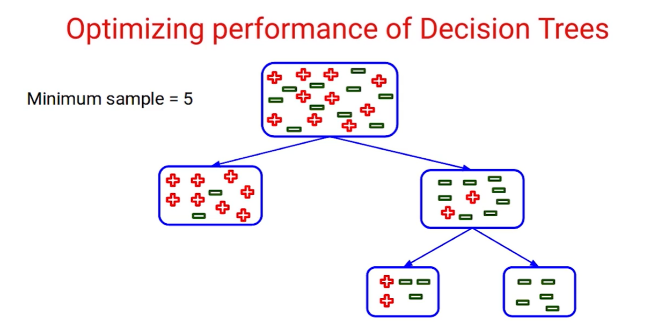 Optimizing performance of Decision Trees
Minimum sample = 5